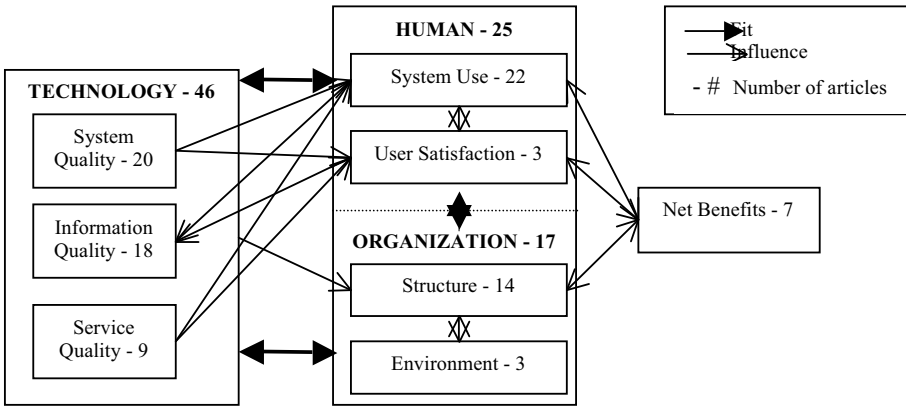 TECHNOLOGY - 46
System
Quality - 20
Information
Quality - 18
Service
Quality - 9
HUMAN - 25
System Use - 22
User Satisfaction - 3
ORGANIZATION - 17
Structure - 14
Environment - 3
Net Benefits - 7
Fit
Influence
- # Number of articles